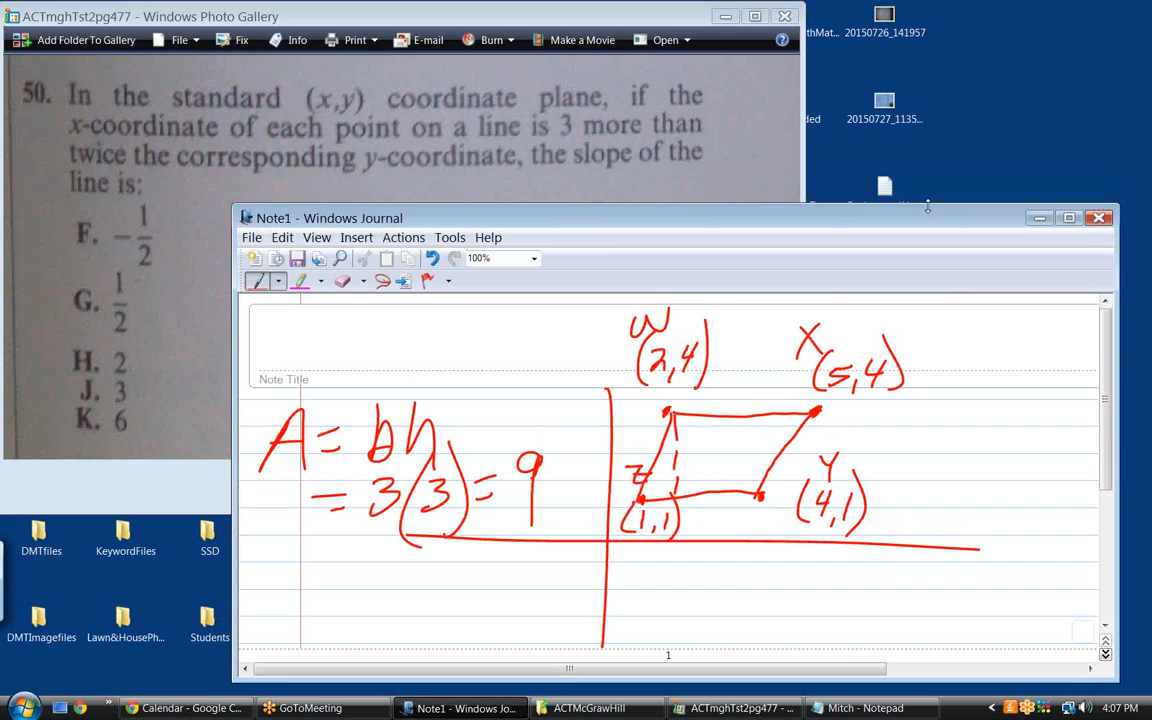 ACTmghTst2pg477 - Windows Photo Gallery
Add Folder To Gallery File Fix Info Print E-mail Burn Make a Movie Open
50. In the standard (x,y) coordinate plane, if the
x-coordinate of each point on a line is 3 more than
twice the corresponding y-coordinate, the slope of the
line is:
F. -1/2
G. 1/2
H. 2
J. 3
K. 6
thMat... 20150726_141957
ded 20150727_1135...
Note1 - Windows Journal
File Edit View Insert Actions Tools Help
100%
Note Title
W
(2,4)
X
(5,4)
A = bh
= 3(3) = 9
Z
(1,1)
Y
(4,1)
1
DMTfiles KeywordFiles SSD
DMTImagefiles Lawn&HousePh... Students
Calendar - Google C... GoToMeeting Note1 - Windows Jo... ACTMcGrawHill ACTmghTst2pg477 -... Mitch - Notepad 4:07 PM